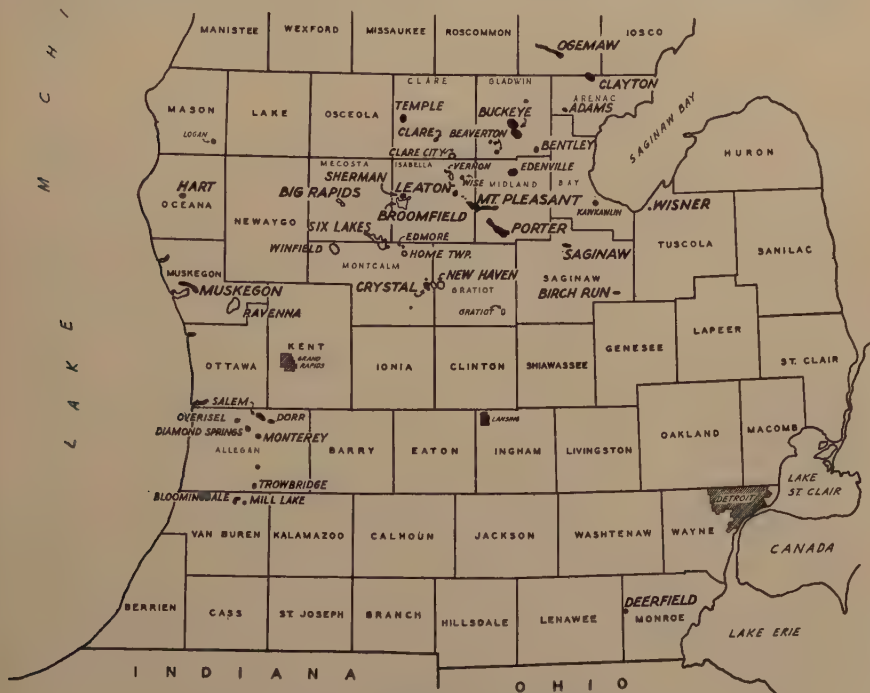 LAKE MICHI
MANISTEE
WEXFORD
MISSAUKEE
ROSCOMMON
OGEMAW
IOSCO
CLARE
GLADWIN
CLAYTON
ARENAC
ADAMS
MASON
LOGAN
LAKE
OSCEOLA
TEMPLE
CLARE
BUCKEYE
BEAVERTON
CLARE CITY
BENTLEY
SAGINAW BAY
HURON
MECOSTA
ISABELLA
VERNON
EDENVILLE
SHERMAN
LEATON
WISE
MIDLAND
BAY
HART
OCEANA
BIG RAPIDS
MT. PLEASANT
KAWKAWLIN
WISNER
NEWAYGO
BROOMFIELD
PORTER
SIX LAKES
EDMORE
WINFIELD
HOME TWP.
SAGINAW
TUSCOLA
SANILAC
MONTCALM
MUSKEGON
MUSKEGON
NEW HAVEN
CRYSTAL
GRATIOT
SAGINAW
BIRCH RUN
RAVENNA
GRATIOT
LAPEER
KENT
GRAND
RAPIDS
GENESEE
OTTAWA
IONIA
CLINTON
SHIAWASSEE
ST. CLAIR
SALEM
OVERISEL
DORR
DIAMOND SPRINGS
MONTEREY
ALLEGAN
BARRY
EATON
LANSING
INGHAM
LIVINGSTON
OAKLAND
MACOMB
LAKE
ST. CLAIR
TROWBRIDGE
BLOOMINGDALE
MILL LAKE
DETROIT
VAN BUREN
KALAMAZOO
CALHOUN
JACKSON
WASHTENAW
WAYNE
CANADA
BERRIEN
CASS
ST. JOSEPH
BRANCH
HILLSDALE
LENAWEE
DEERFIELD
MONROE
LAKE ERIE
INDIANA
OHIO